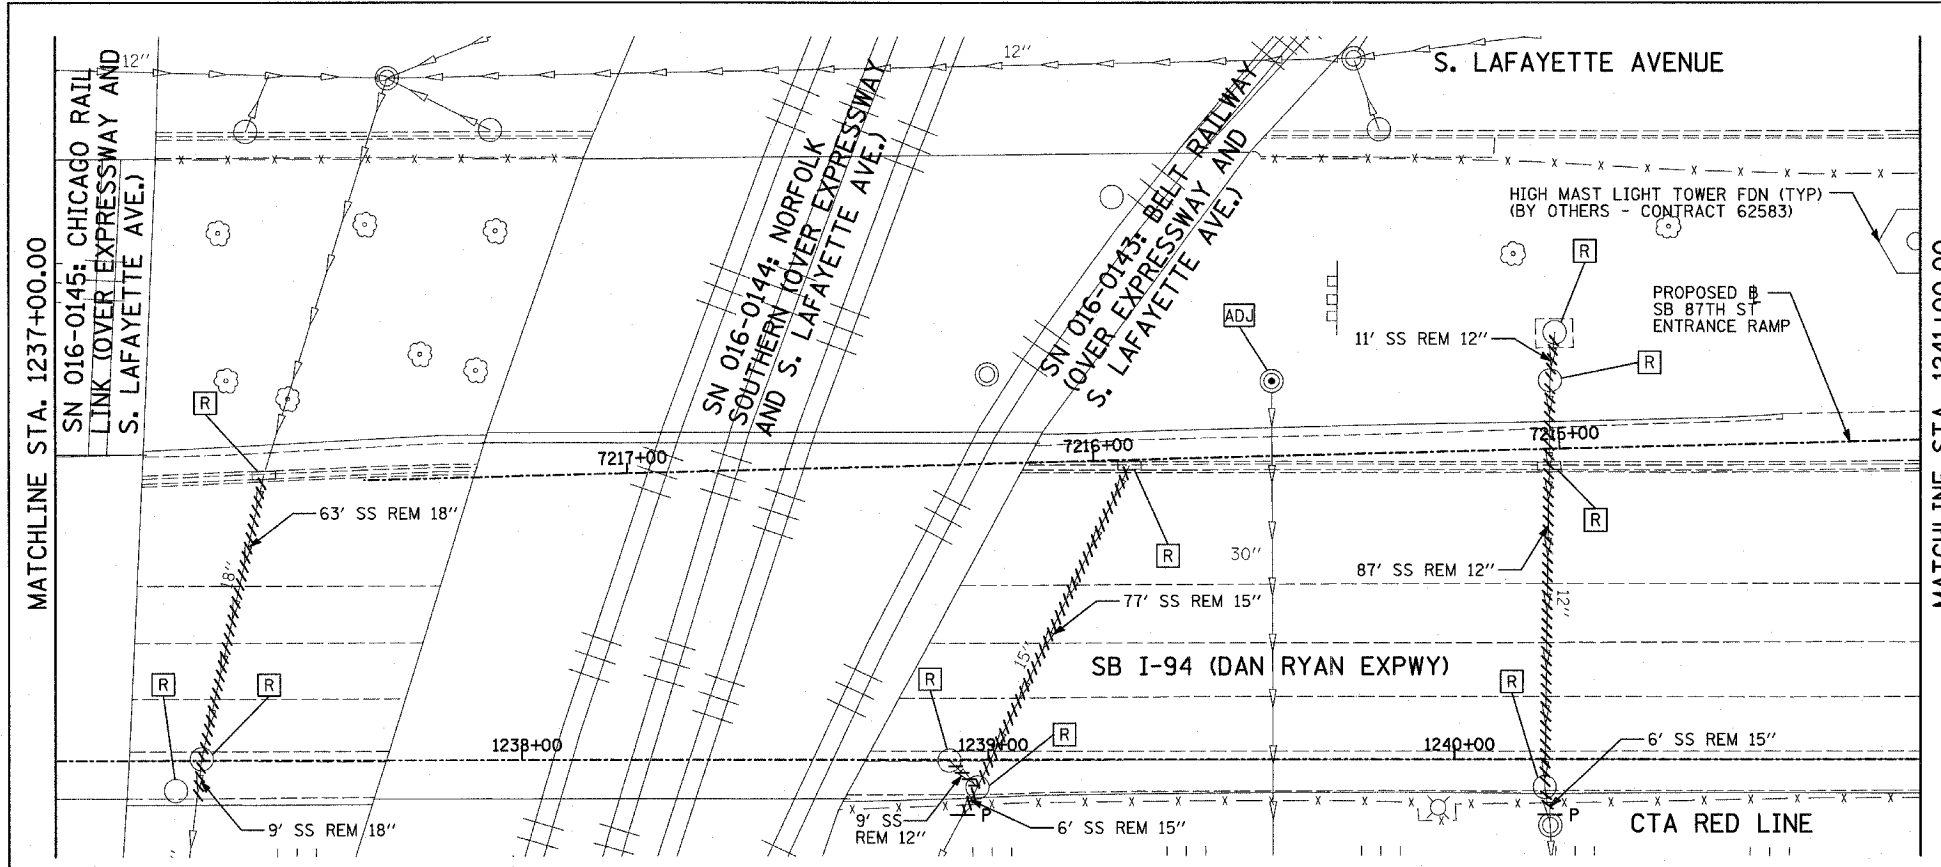 12''
12''
S. LAFAYETTE AVENUE
MATCHLINE STA. 1237+00.00
SN 016-0145: CHICAGO RAIL
LINK (OVER EXPRESSWAY AND
S. LAFAYETTE AVE.)
SN 016-0144: NORFOLK
SOUTHERN (OVER EXPRESSWAY
AND S. LAFAYETTE AVE.)
SN 016-0143: BELT RAILWAY
(OVER EXPRESSWAY AND
S. LAFAYETTE AVE.)
HIGH MAST LIGHT TOWER FDN (TYP)
(BY OTHERS - CONTRACT 62583)
R
PROPOSED
SB 87TH ST
ENTRANCE RAMP
ADJ
11' SS REM 12''
R
R
7217+00
7216+00
7215+00
63' SS REM 18''
R
R
30''
87' SS REM 12''
18''
12''
77' SS REM 15''
15''
SB I-94 (DAN RYAN EXPWY)
R
R
R
R
R
1238+00
1239+00
1240+00
6' SS REM 15''
9' SS REM 18''
9' SS
REM 12''
P
6' SS REM 15''
P
CTA RED LINE
MATCHLINE STA. 1241+00.00